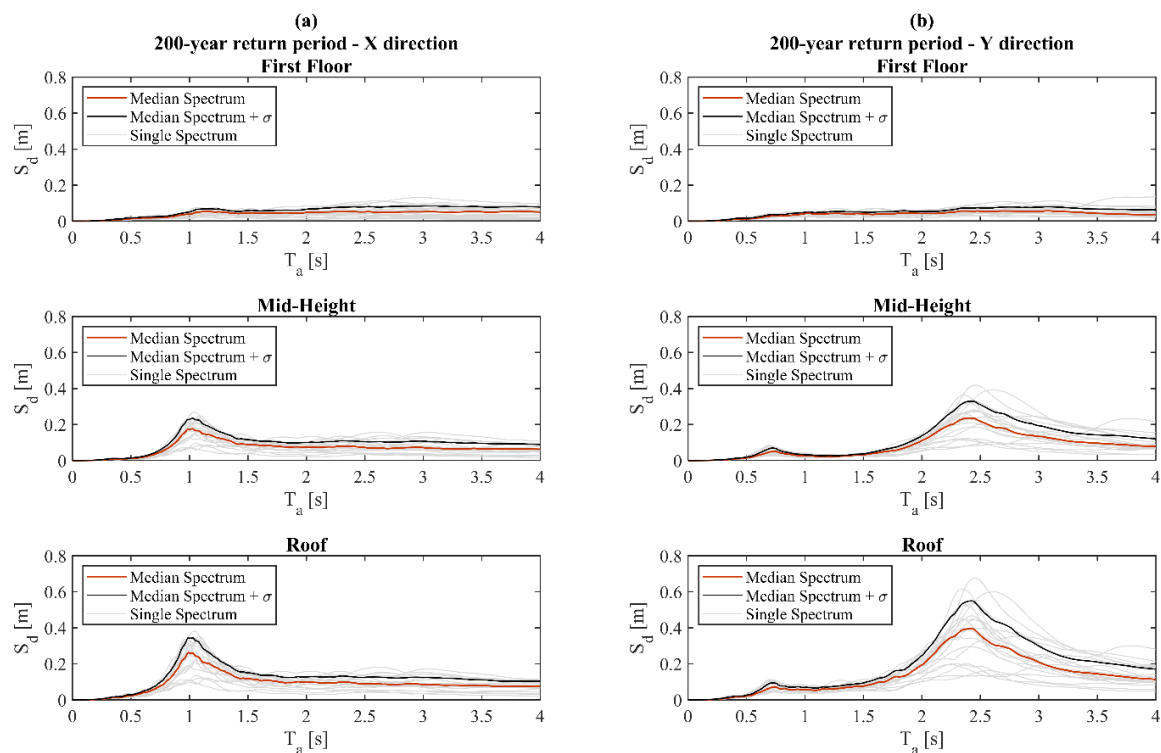 (a)
200-year return period - X direction
First Floor
0.8
0.6
0.4
0.2
0
S_d [m]
Median Spectrum
Median Spectrum + σ
Single Spectrum
0 0.5 1 1.5 2 2.5 3 3.5 4
T_a [s]
Mid-Height
0.8
0.6
0.4
0.2
0
S_d [m]
Median Spectrum
Median Spectrum + σ
Single Spectrum
0 0.5 1 1.5 2 2.5 3 3.5 4
T_a [s]
Roof
0.8
0.6
0.4
0.2
0
S_d [m]
Median Spectrum
Median Spectrum + σ
Single Spectrum
0 0.5 1 1.5 2 2.5 3 3.5 4
T_a [s]
(b)
200-year return period - Y direction
First Floor
0.8
0.6
0.4
0.2
0
S_d [m]
Median Spectrum
Median Spectrum + σ
Single Spectrum
0 0.5 1 1.5 2 2.5 3 3.5 4
T_a [s]
Mid-Height
0.8
0.6
0.4
0.2
0
S_d [m]
Median Spectrum
Median Spectrum + σ
Single Spectrum
0 0.5 1 1.5 2 2.5 3 3.5 4
T_a [s]
Roof
0.8
0.6
0.4
0.2
0
S_d [m]
Median Spectrum
Median Spectrum + σ
Single Spectrum
0 0.5 1 1.5 2 2.5 3 3.5 4
T_a [s]